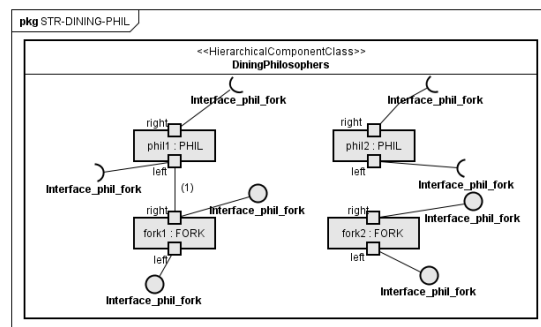 pkg STR-DINING-PHIL
<<HierarchicalComponentClass>>
DiningPhilosophers
Interface_phil_fork
Interface_phil_fork
right
right
phil1 : PHIL
phil2 : PHIL
left
left
Interface_phil_fork
(1)
Interface_phil_fork
right
Interface_phil_fork
right
Interface_phil_fork
fork1 : FORK
fork2 : FORK
left
left
Interface_phil_fork
Interface_phil_fork